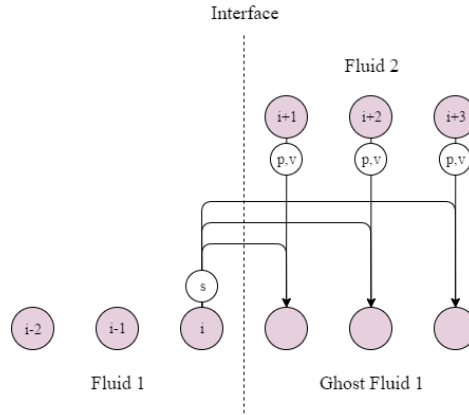 Interface
Fluid 2
i+1 i+2 i+3
p,v p,v p,v
s
i-2 i-1 i
Fluid 1 Ghost Fluid 1